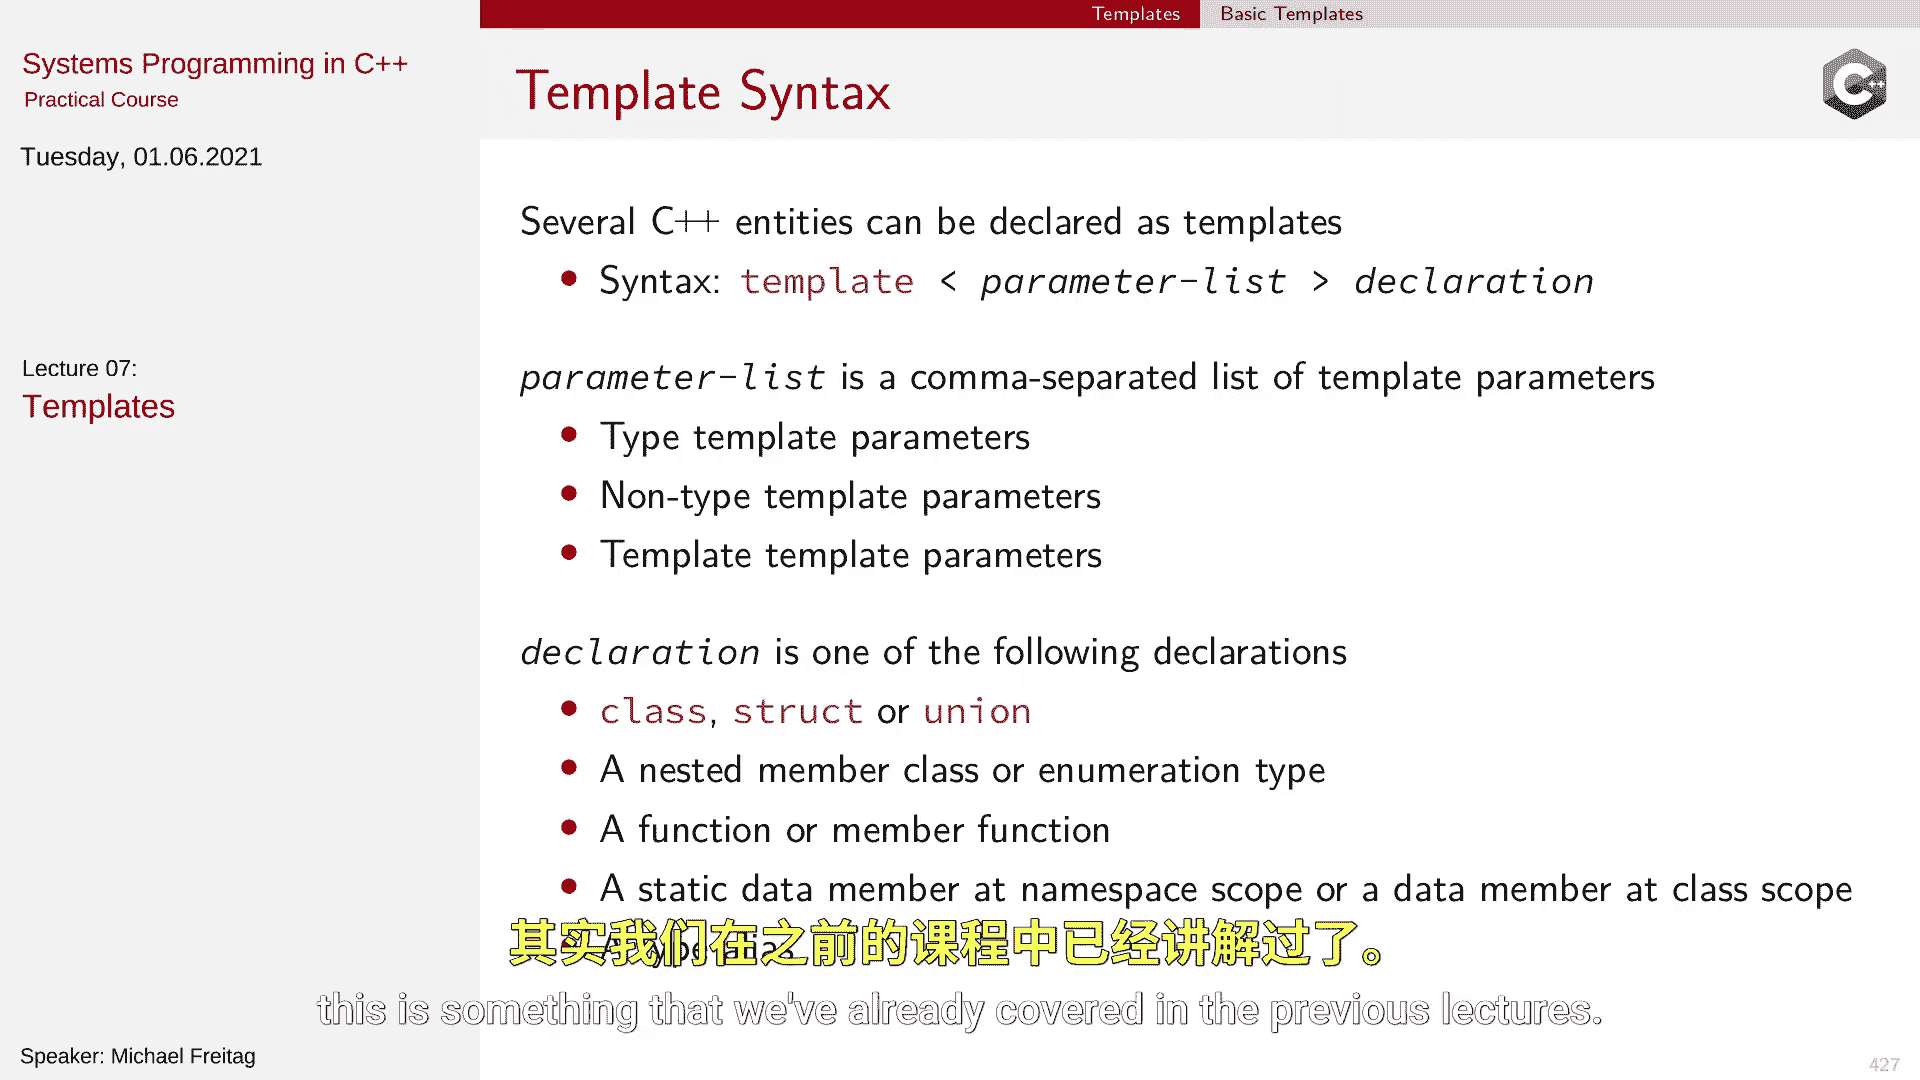 Templates
Basic Templates
Systems Programming in C++
Practical Course
Tuesday, 01.06.2021
Lecture 07:
Templates
Template Syntax
C++
Several C++ entities can be declared as templates
• Syntax: template < parameter-list > declaration
parameter-list is a comma-separated list of template parameters
• Type template parameters
• Non-type template parameters
• Template template parameters
declaration is one of the following declarations
• class, struct or union
• A nested member class or enumeration type
• A function or member function
• A static data member at namespace scope or a data member at class scope
• A type alias
其实我们在之前的课程中已经讲解过了。
this is something that we've already covered in the previous lectures.
Speaker: Michael Freitag
427